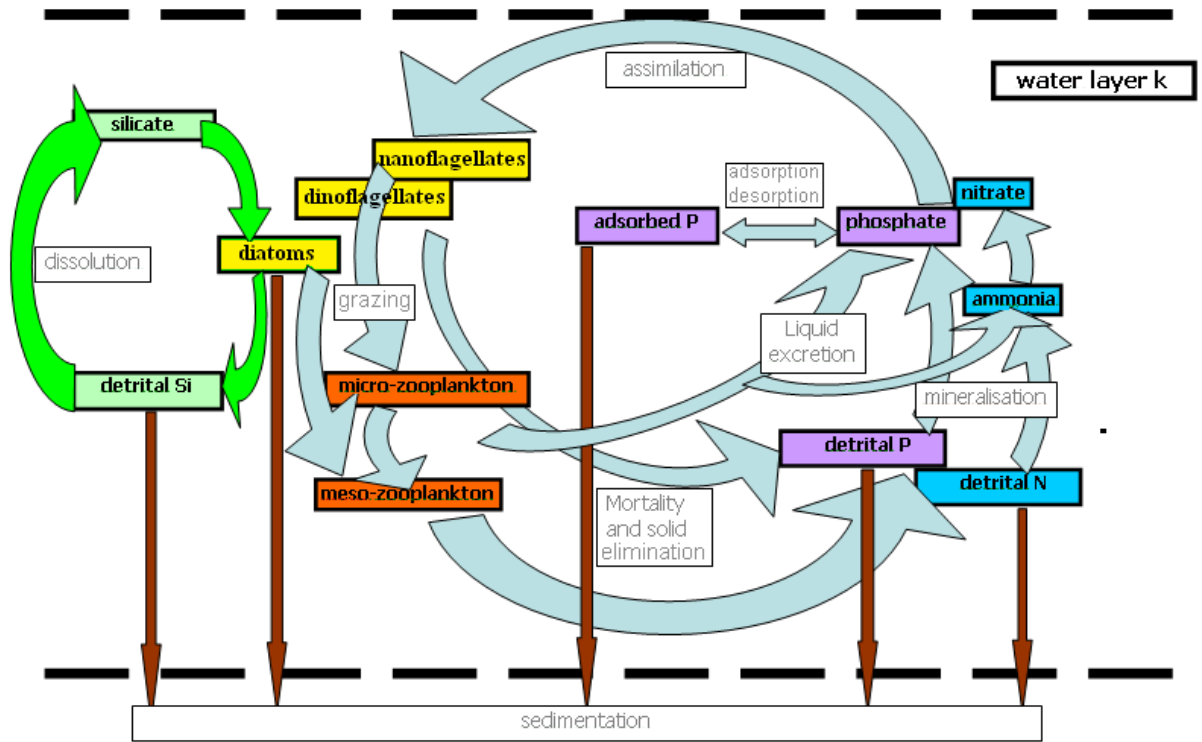 assimilation
water layer k
silicate
nanoflagellates
dinoflagellates
adsorption
desorption
nitrate
adsorbed P
phosphate
diatoms
dissolution
grazing
ammonia
Liquid
excretion
detrital Si
micro-zooplankton
mineralisation
detrital P
meso-zooplankton
detrital N
Mortality
and solid
elimination
sedimentation